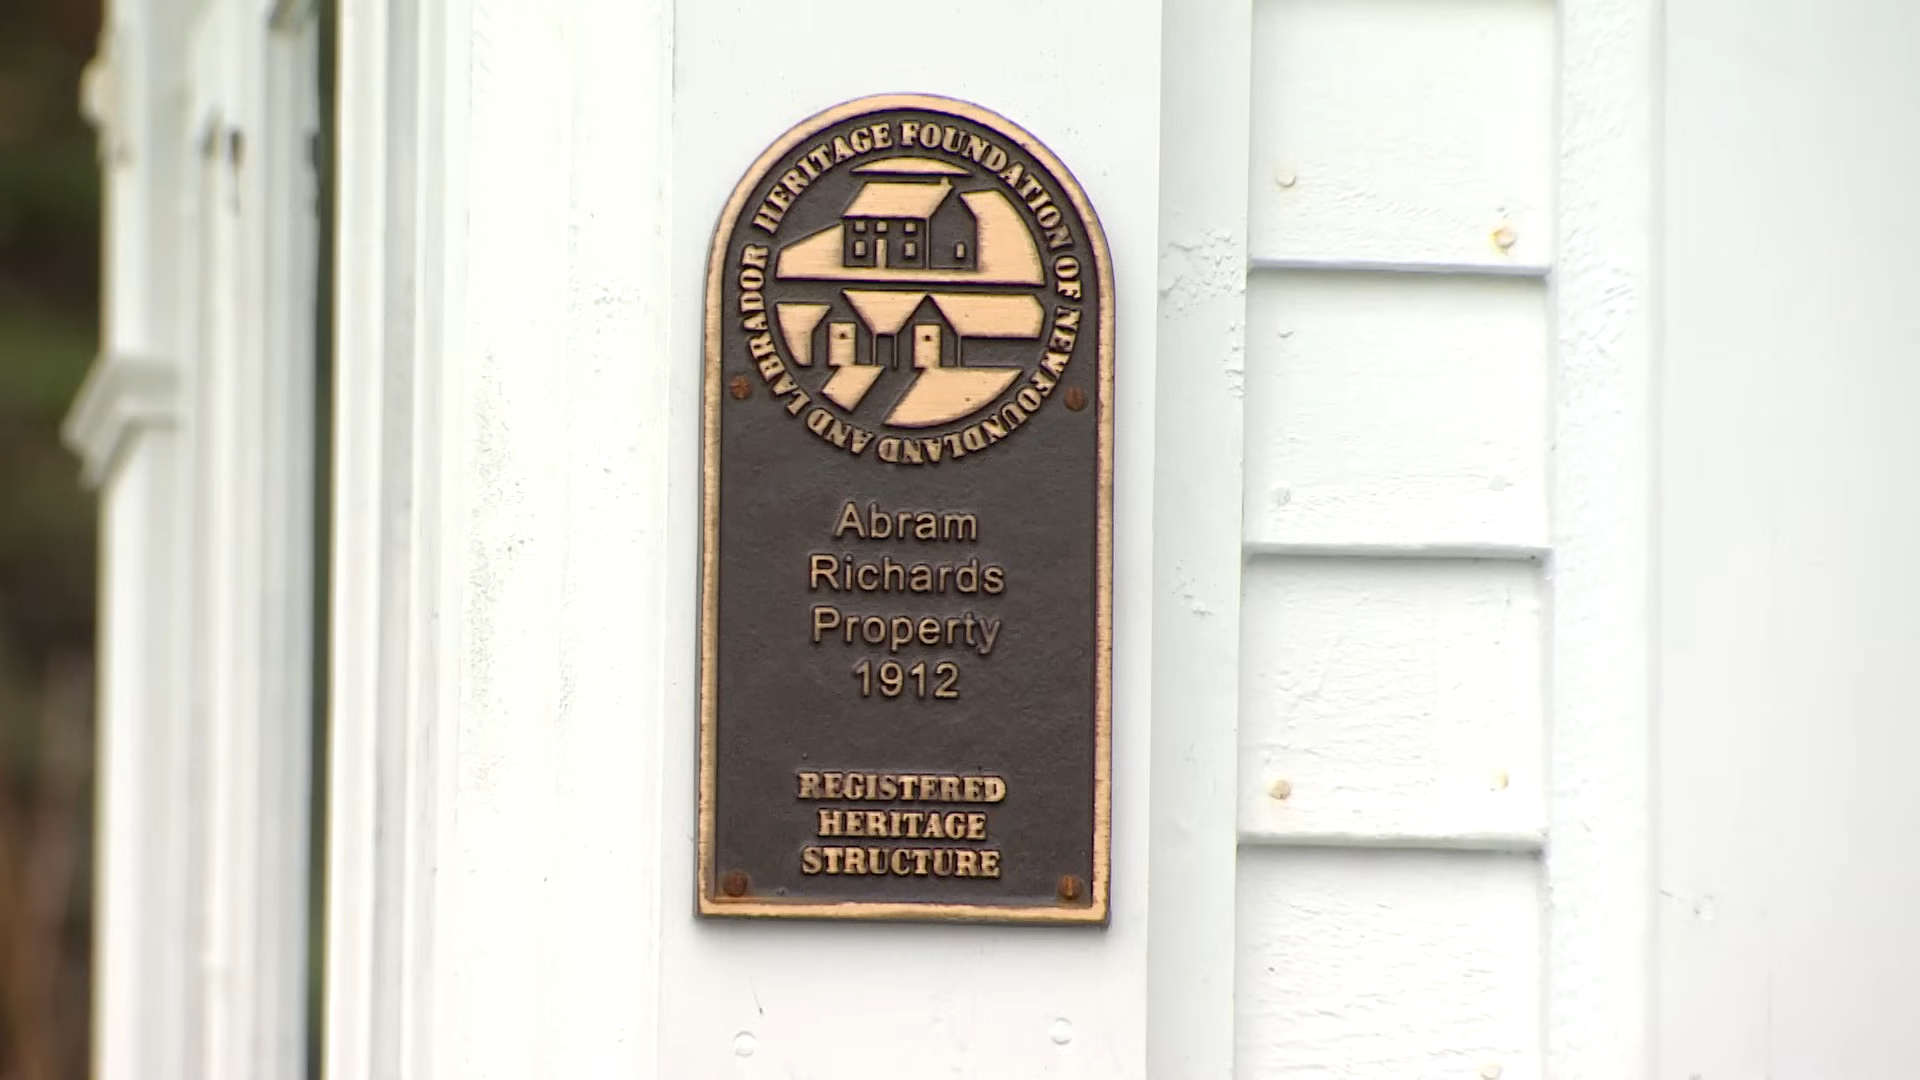 HERITAGE FOUNDATION OF NEWFOUNDLAND AND LABRADOR
Abram
Richards
Property
1912
REGISTERED
HERITAGE
STRUCTURE